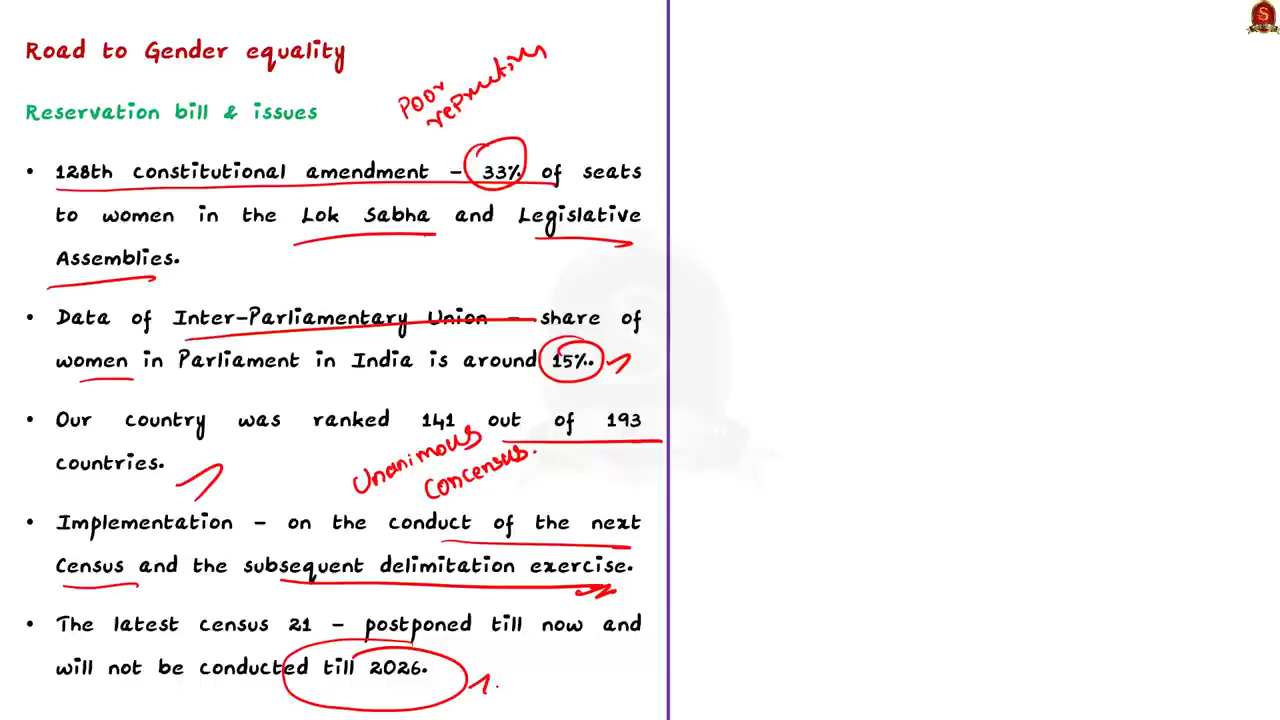 Road to Gender equality
Poor
Reservation bill & issues
• 128th constitutional amendment – 33% of seats
to women in the Lok Sabha and Legislative
Assemblies.
• Data of Inter-Parliamentary Union – share of
women in Parliament in India is around 15%.
• Our country was ranked 141 out of 193
countries.
Unanimous
Concensus.
• Implementation – on the conduct of the next
Census and the subsequent delimitation exercise.
• The latest census 21 – postponed till now and
will not be conducted till 2026.